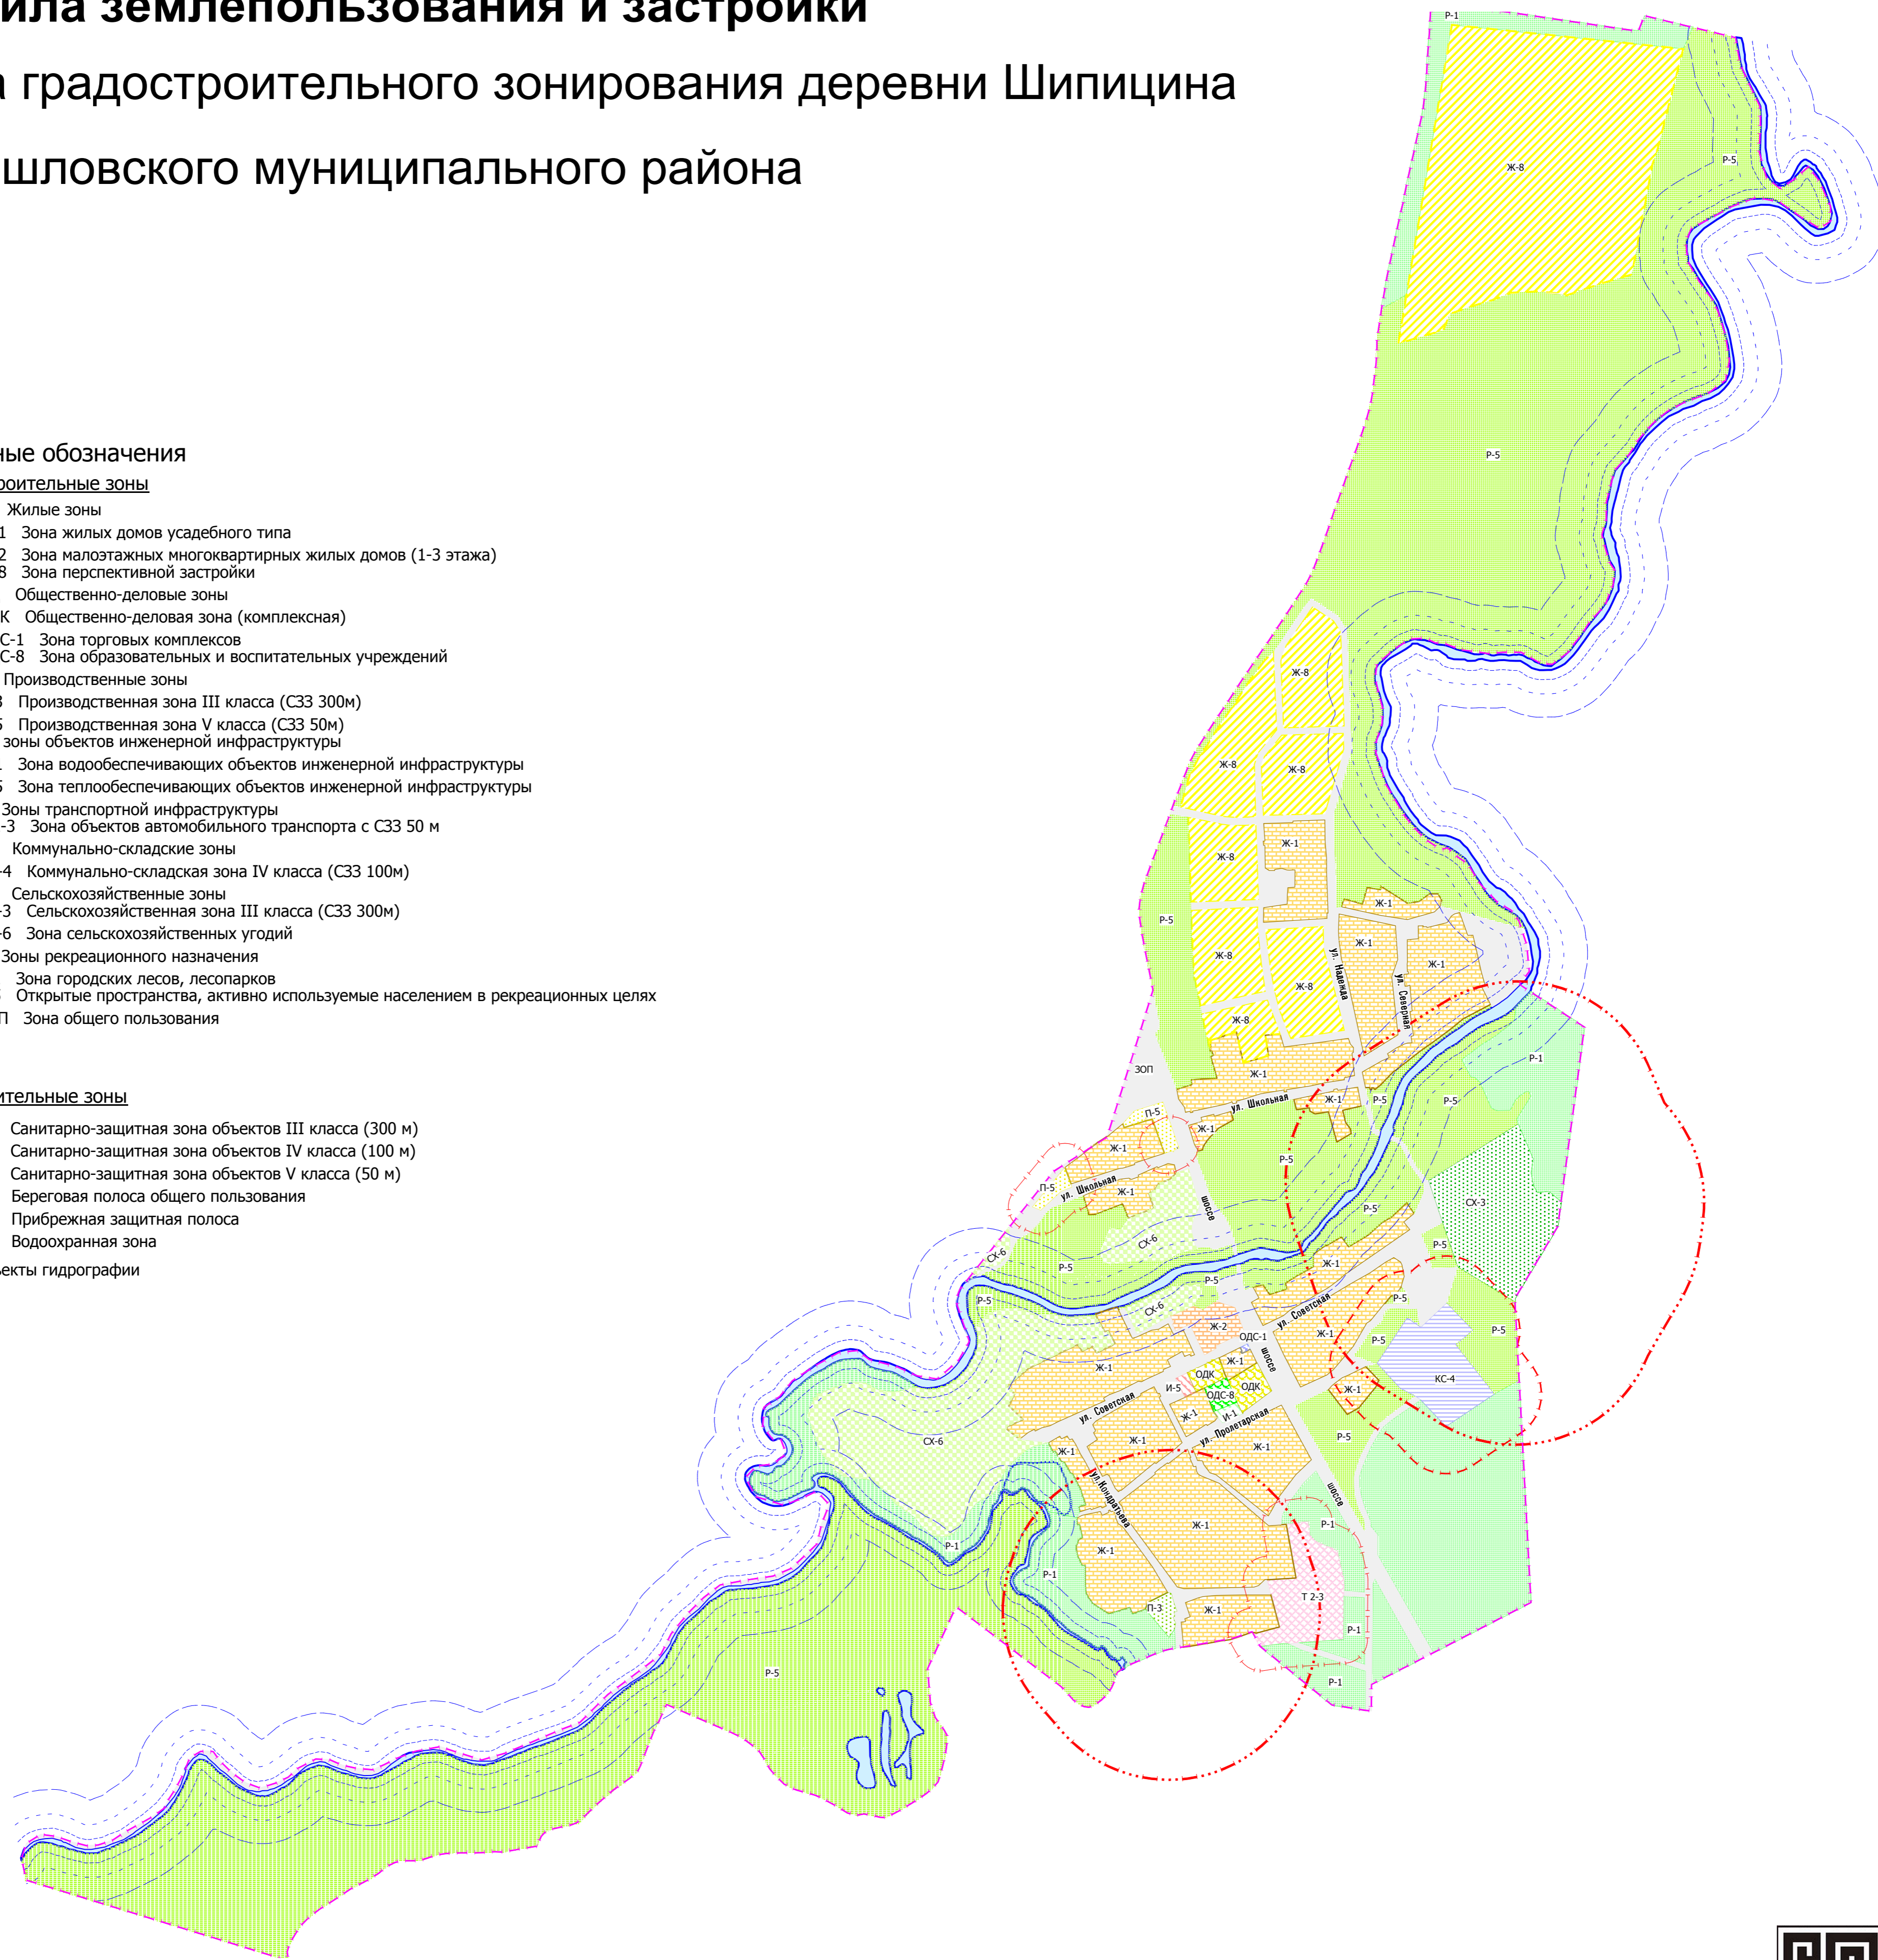 ила землепользования и застройки
а градостроительного зонирования деревни Шипицина
шловского муниципального района
ные обозначения
роительные зоны
Жилые зоны
1 Зона жилых домов усадебного типа
2 Зона малоэтажных многоквартирных жилых домов (1-3 этажа)
8 Зона перспективной застройки
Общественно-деловые зоны
К Общественно-деловая зона (комплексная)
С-1 Зона торговых комплексов
С-8 Зона образовательных и воспитательных учреждений
Производственные зоны
3 Производственная зона III класса (СЗЗ 300м)
5 Производственная зона V класса (СЗЗ 50м)
зоны объектов инженерной инфраструктуры
Зона водообеспечивающих объектов инженерной инфраструктуры
5 Зона теплообеспечивающих объектов инженерной инфраструктуры
Зоны транспортной инфраструктуры
-3 Зона объектов автомобильного транспорта с СЗЗ 50 м
Коммунально-складские зоны
-4 Коммунально-складская зона IV класса (СЗЗ 100м)
Сельскохозяйственные зоны
-3 Сельскохозяйственная зона III класса (СЗЗ 300м)
-6 Зона сельскохозяйственных угодий
Зоны рекреационного назначения
Зона городских лесов, лесопарков
Открытые пространства, активно используемые населением в рекреационных целях
П Зона общего пользования
ительные зоны
Санитарно-защитная зона объектов III класса (300 м)
Санитарно-защитная зона объектов IV класса (100 м)
Санитарно-защитная зона объектов V класса (50 м)
Береговая полоса общего пользования
Прибрежная защитная полоса
Водоохранная зона
ъекты гидрографии
Р-1
Р-5
Ж-8
Р-5
Ж-8
Ж-8
Ж-8
Ж-1
Ж-8
Ж-1
Р-5
Ж-1
Ж-1
Ж-8
ул. Надежда
ул. Северная
Ж-8
Ж-8
Р-1
ЗОП
Ж-1
Ж-1
Р-5
Р-5
ул. Школьная
П-5
Ж-1
Ж-1
Р-5
П-5
ул. Школьная
Ж-1
шоссе
Р-5
СХ-3
СХ-6
СХ-6
Р-5
Р-5
Р-5
Ж-1
Р-5
СХ-6
Р-5
ул. Советская
Ж-2
ОДС-1
Ж-1
Р-5
Р-5
шоссе
Ж-1
Ж-1
ОДК
И-5
ОДК
ОДС-8
КС-4
Ж-1
ул. Советская
Ж-1
И-1
ул. Пролетарская
Р-5
СХ-6
Ж-1
Ж-1
Ж-1
ул.Кондратьева
шоссе
Ж-1
Р-1
Р-1
Ж-1
Р-1
Т 2-3
П-3
Ж-1
Р-1
Р-5
Р-1